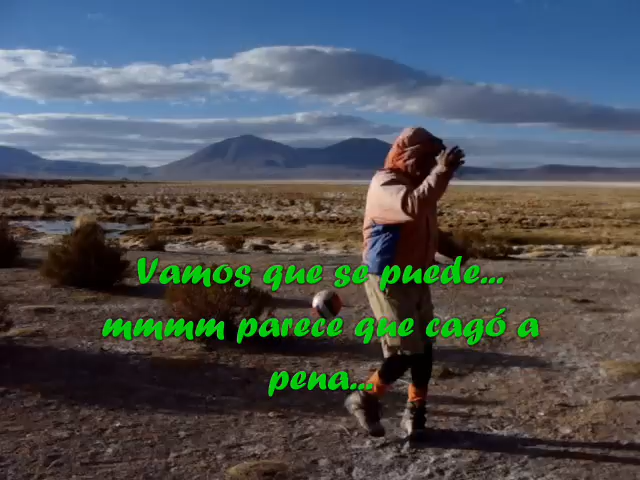 Vamos que se puede...
mmmm parece que cagó a
pena...